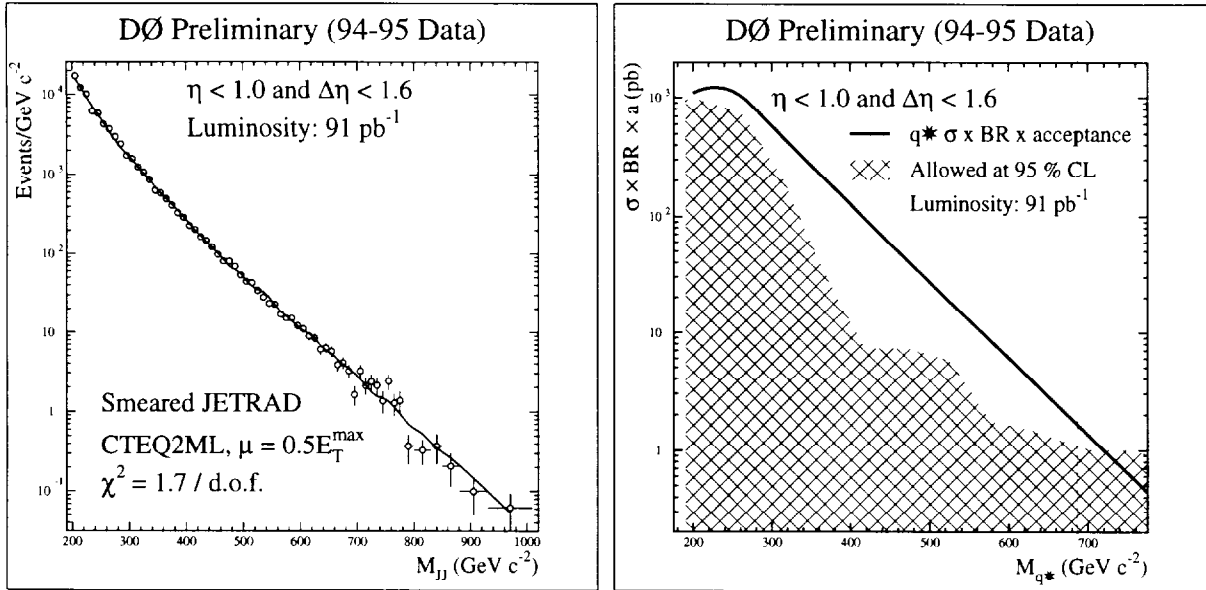 DØ Preliminary (94-95 Data)
Events/GeV c⁻²
η < 1.0 and Δη < 1.6
Luminosity: 91 pb⁻¹
10⁴
10³
10²
10
1
10⁻¹
Smeared JETRAD
CTEQ2ML, μ = 0.5E_T^max
χ² = 1.7 / d.o.f.
200 300 400 500 600 700 800 900 1000
M_JJ (GeV c⁻²)
DØ Preliminary (94-95 Data)
σ × BR × a (pb)
η < 1.0 and Δη < 1.6
q✷ σ x BR x acceptance
Allowed at 95 % CL
Luminosity: 91 pb⁻¹
10³
10²
10
1
200 300 400 500 600 700
M_q✷ (GeV c⁻²)